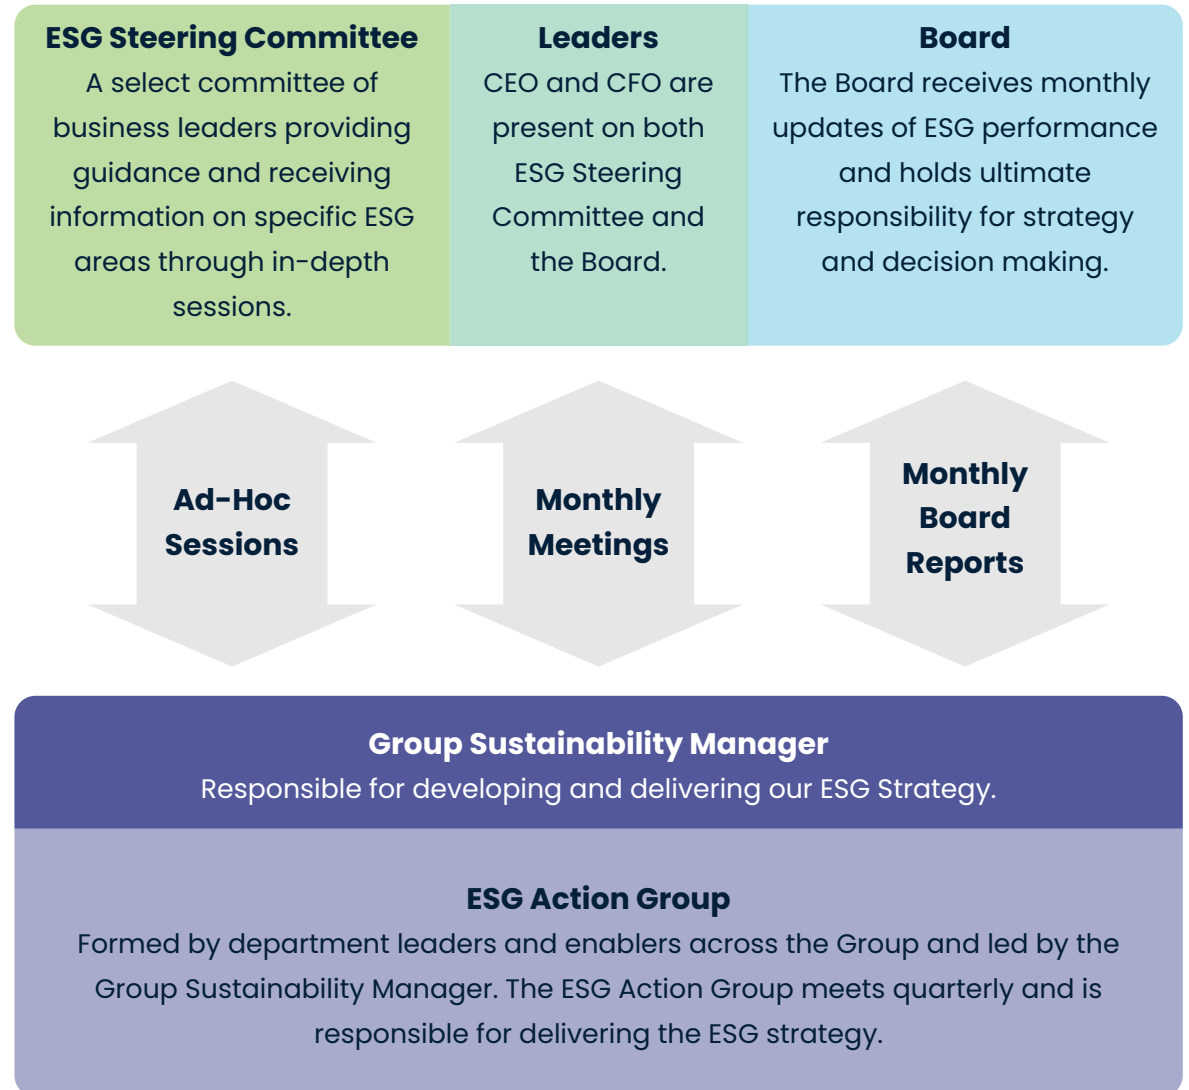 ESG Steering Committee
A select committee of
business leaders providing
guidance and receiving
information on specific ESG
areas through in-depth
sessions.
Leaders
CEO and CFO are
present on both
ESG Steering
Committee and
the Board.
Board
The Board receives monthly
updates of ESG performance
and holds ultimate
responsibility for strategy
and decision making.
Ad-Hoc
Sessions
Monthly
Meetings
Monthly
Board
Reports
Group Sustainability Manager
Responsible for developing and delivering our ESG Strategy.
ESG Action Group
Formed by department leaders and enablers across the Group and led by the
Group Sustainability Manager. The ESG Action Group meets quarterly and is
responsible for delivering the ESG strategy.